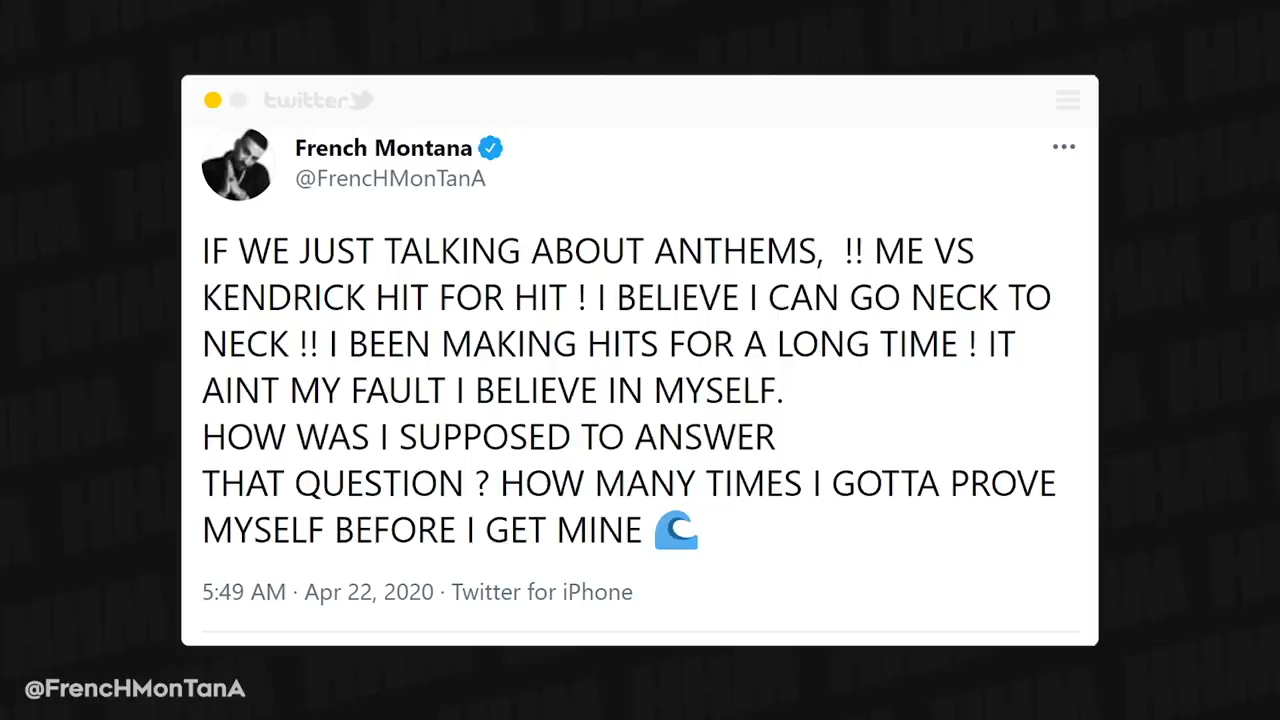 twitter
French Montana
@FrencHMonTanA
IF WE JUST TALKING ABOUT ANTHEMS,  !! ME VS
KENDRICK HIT FOR HIT ! I BELIEVE I CAN GO NECK TO
NECK !! I BEEN MAKING HITS FOR A LONG TIME ! IT
AINT MY FAULT I BELIEVE IN MYSELF.
HOW WAS I SUPPOSED TO ANSWER
THAT QUESTION ? HOW MANY TIMES I GOTTA PROVE
MYSELF BEFORE I GET MINE 🌊
5:49 AM · Apr 22, 2020 · Twitter for iPhone
@FrencHMonTanA